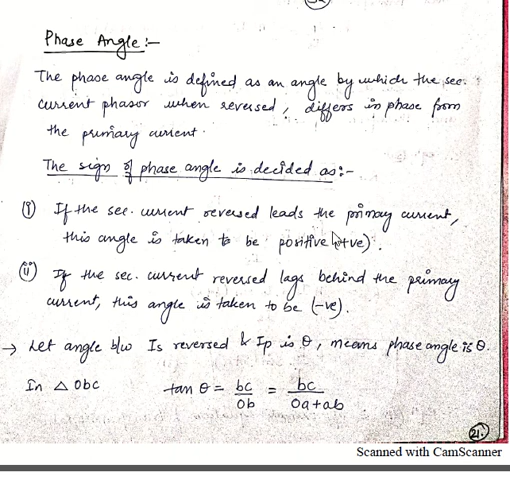 Phase Angle :-
The phase angle is defined as an angle by which the sec.
current phasor when reversed, differs in phase from
the primary current.
The sign of phase angle is decided as:-
(i) If the sec. current reversed leads the primary current,
this angle is taken to be positive (+ve).
(ii) If the sec. current reversed lags behind the primary
current, this angle is taken to be (-ve).
→ Let angle b/w Is reversed & Ip is θ, means phase angle is θ.
In △ obc tan θ = bc/ob = bc/(oa+ab)
21.
Scanned with CamScanner